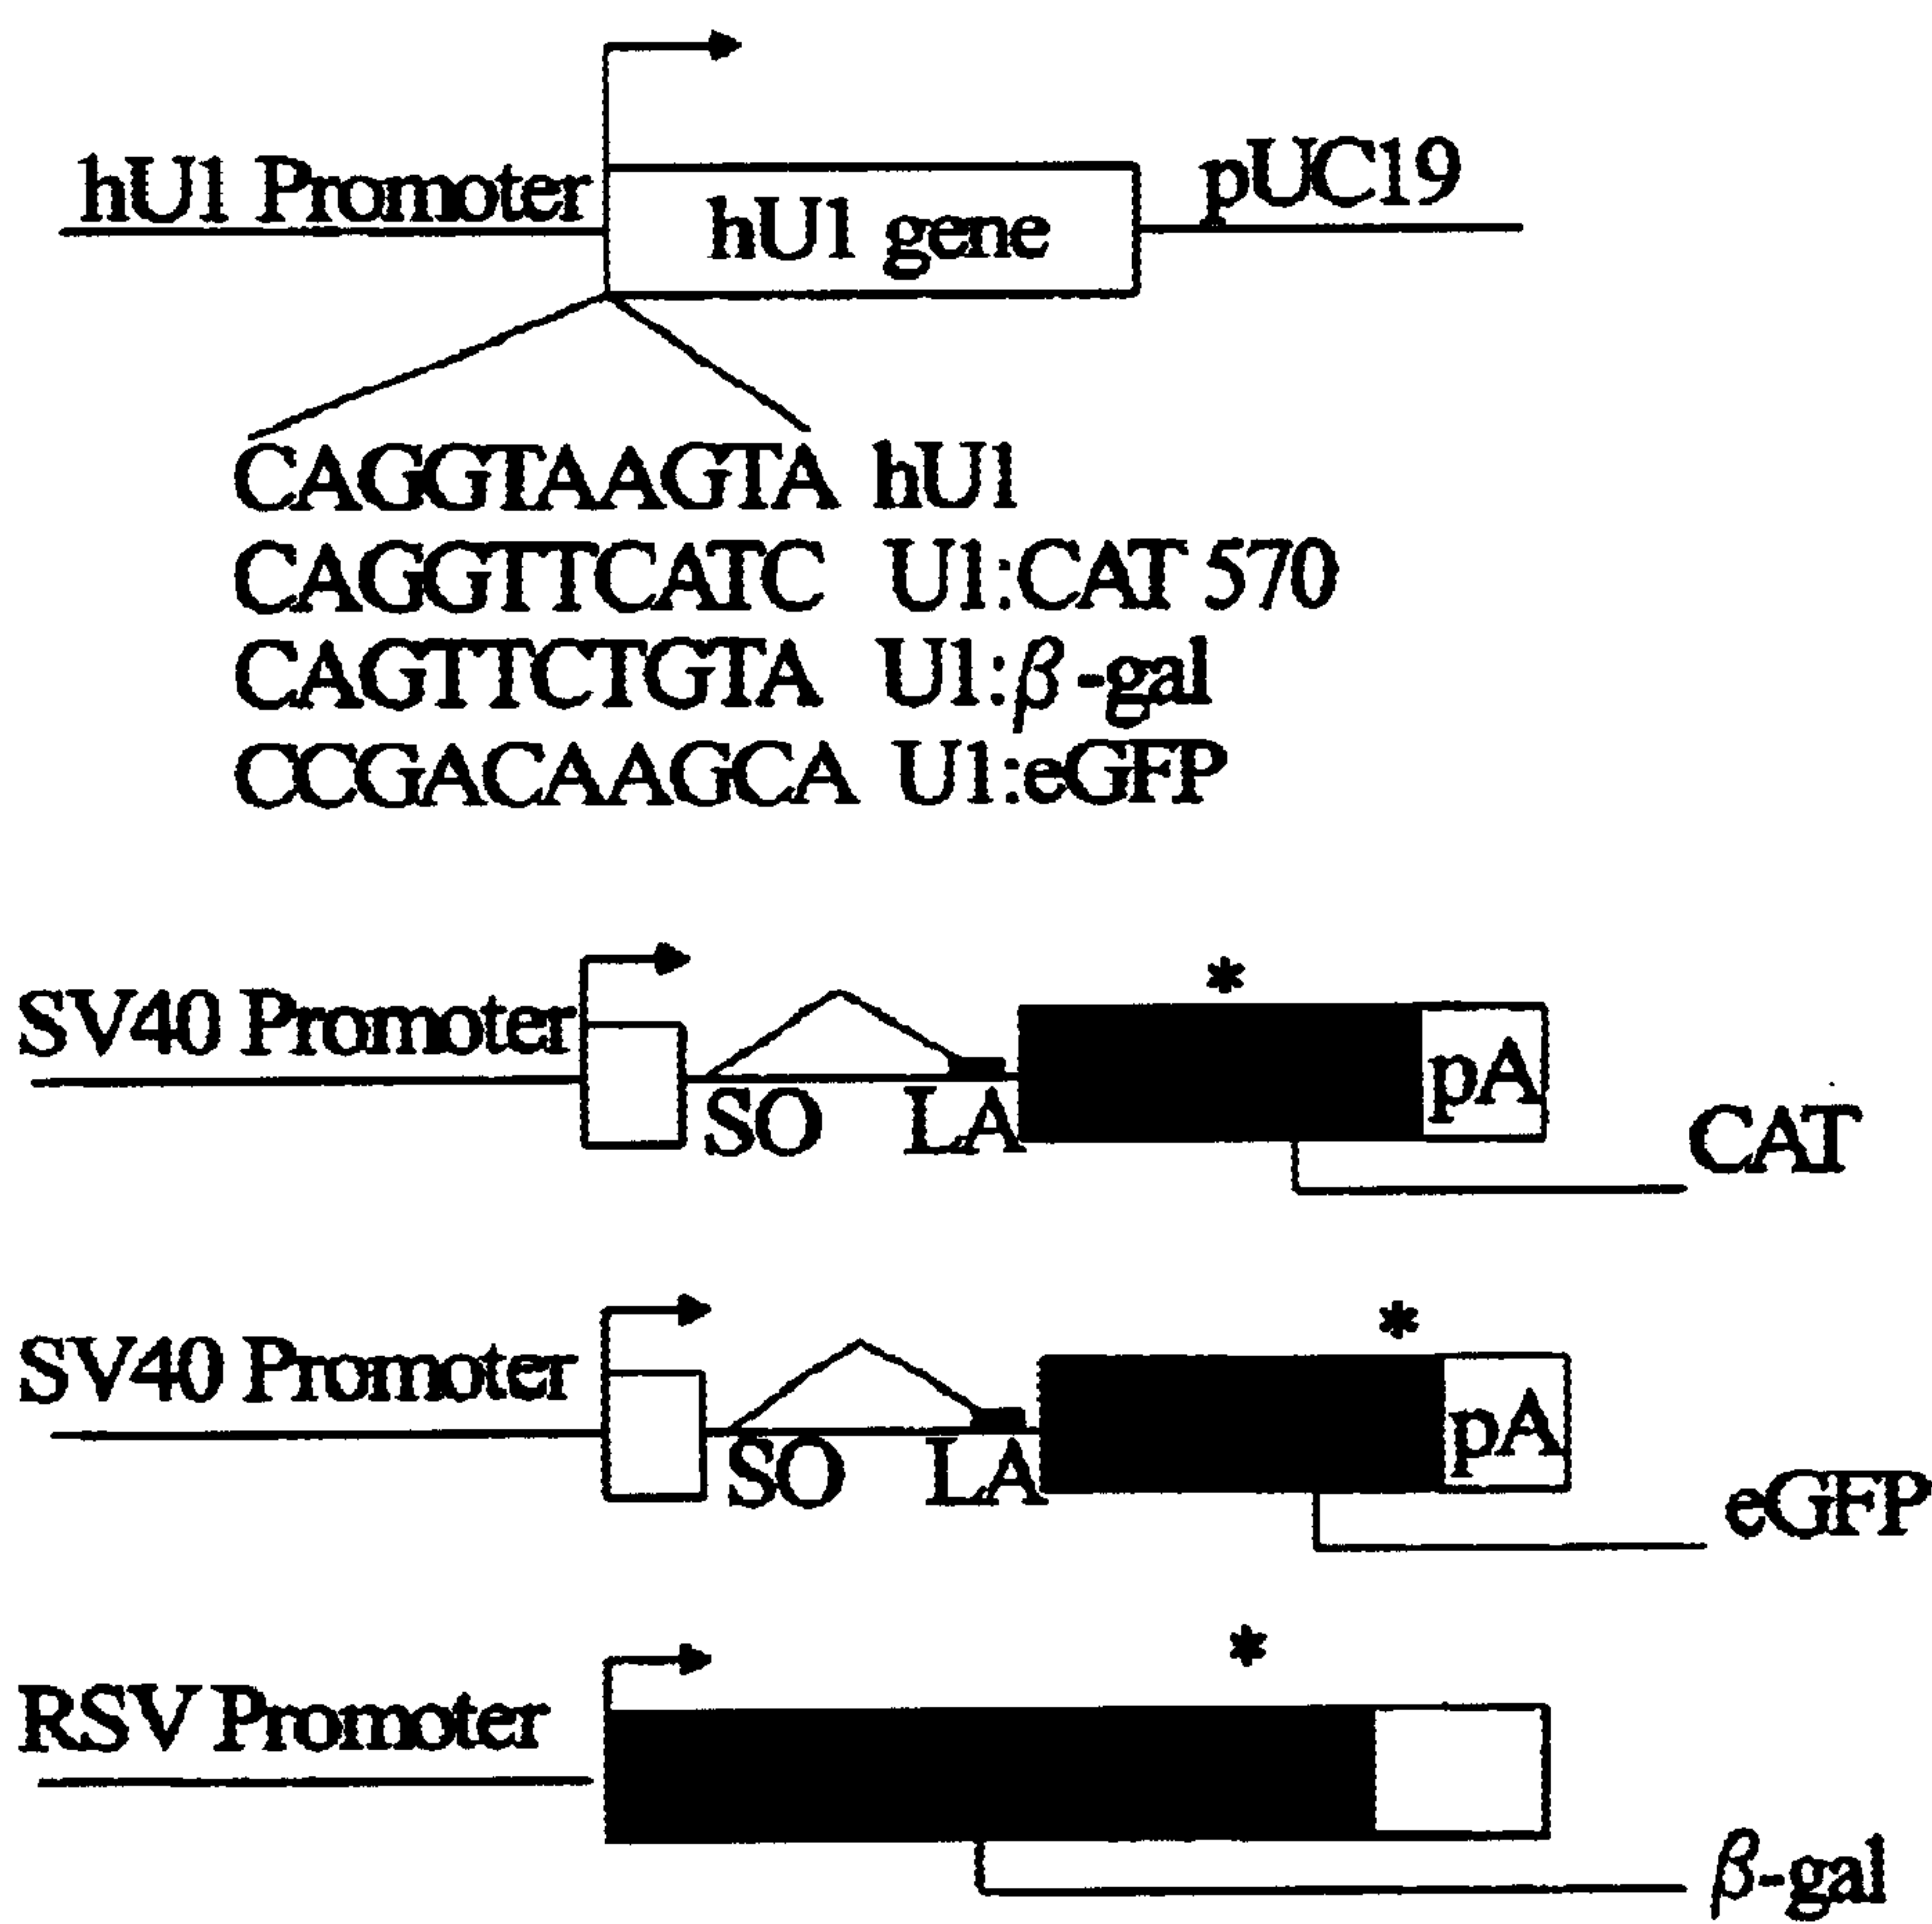 hU1 Promoter
hU1 gene
pUC19
CAGGTAAGTA hU1
CAGGTTCATC U1:CAT 570
CAGTTCTGTA U1:β-gal
CCGACAAGCA U1:eGFP
*
SV40 Promoter
SO LA
pA
CAT
*
SV40 Promoter
SO LA
pA
eGFP
*
RSV Promoter
β-gal